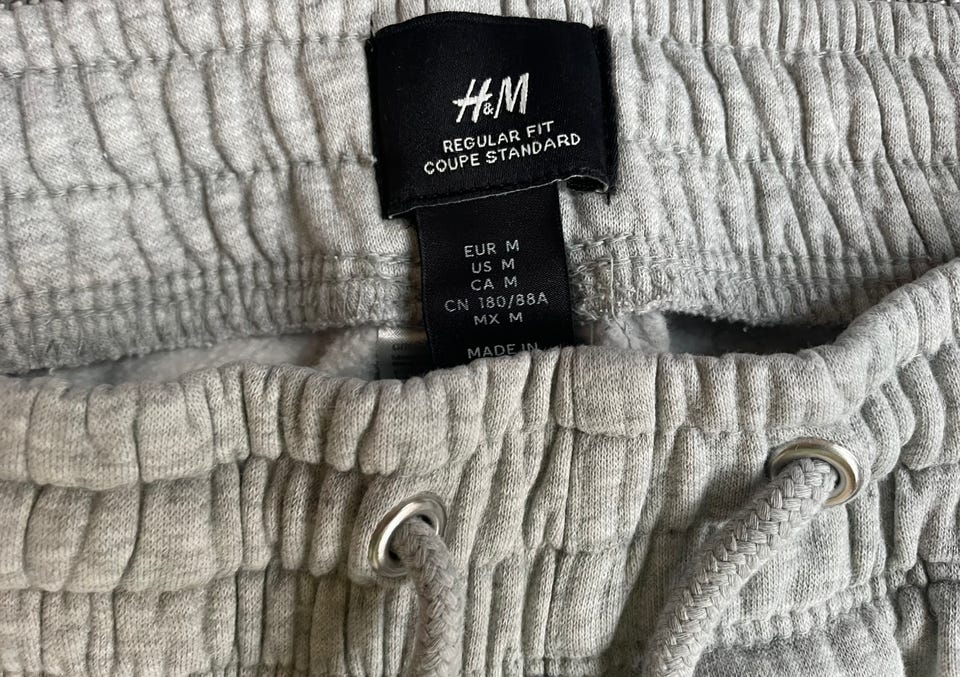 H&M
REGULAR FIT
COUPE STANDARD
EUR M
US M
CA M
CN 180/88A
MX M
MADE IN